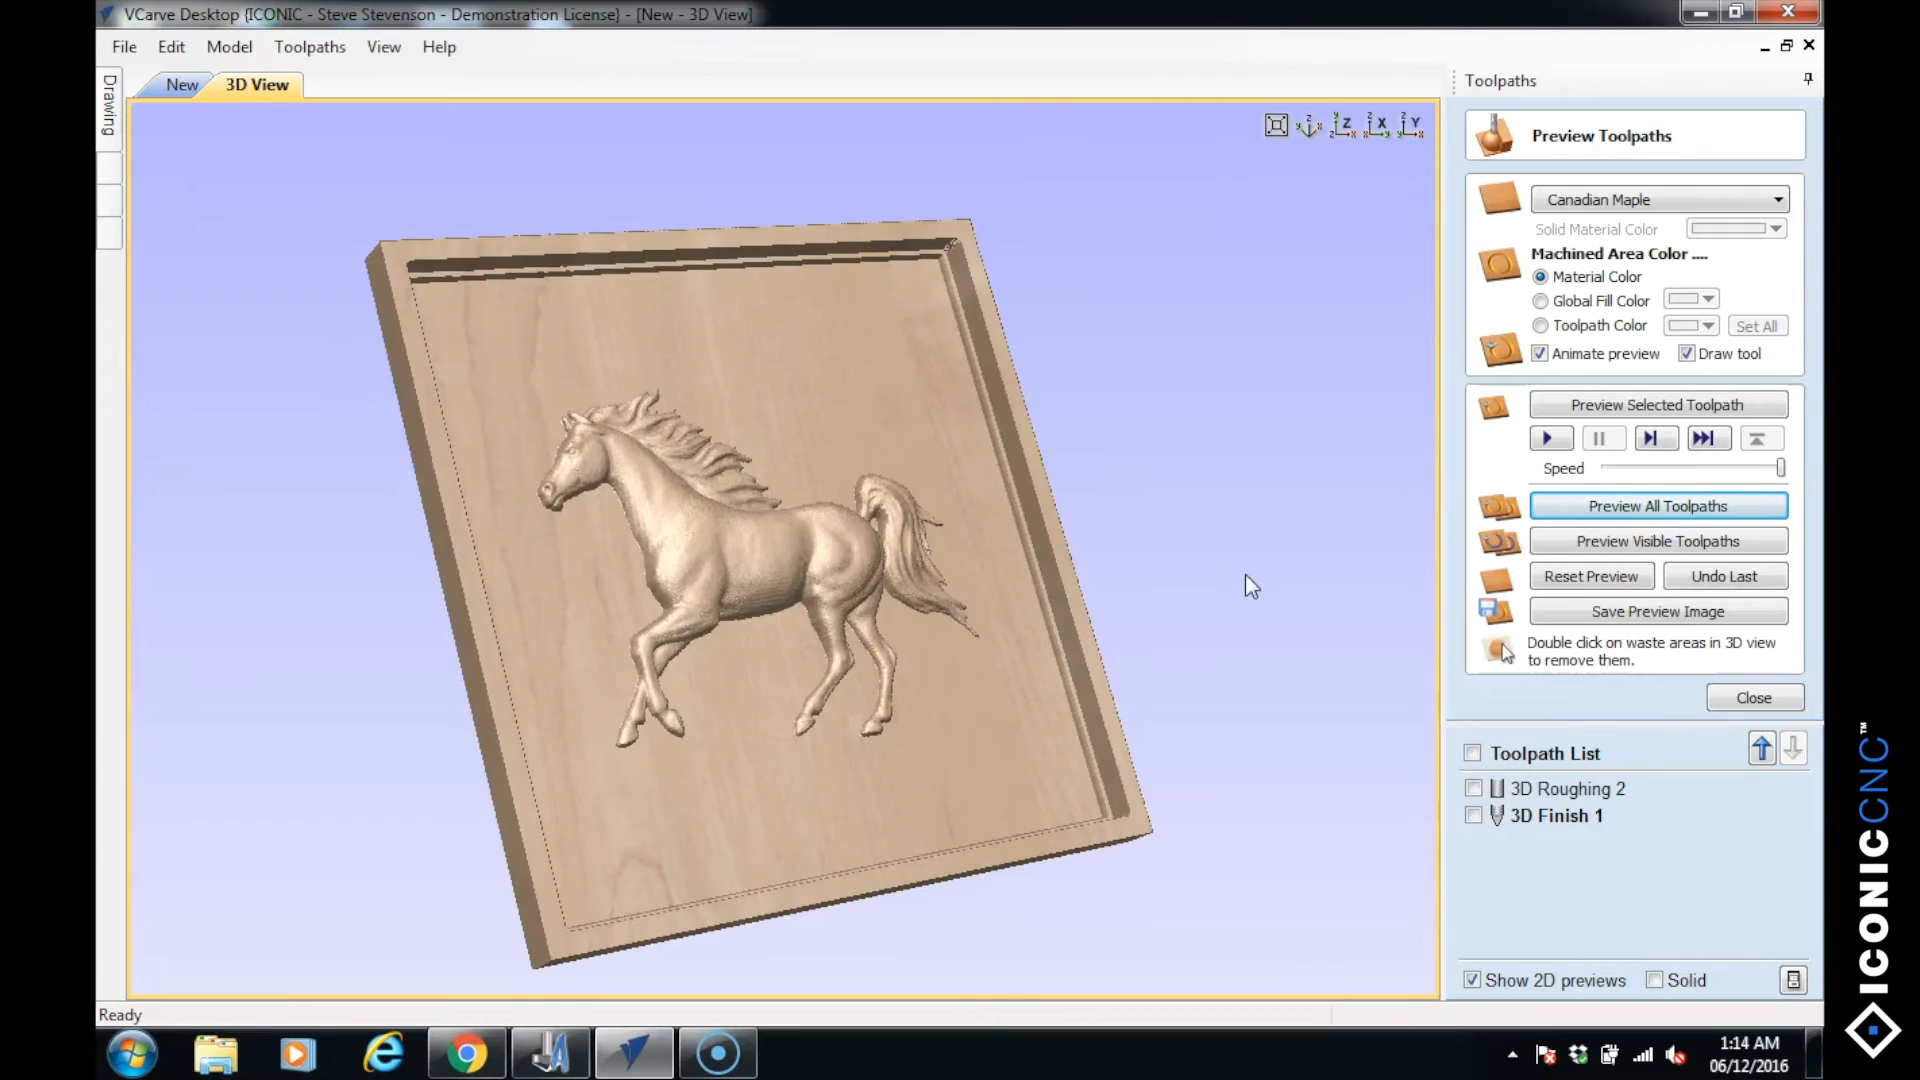 VCarve Desktop {ICONIC - Steve Stevenson - Demonstration License} - [New - 3D View]
File Edit Model Toolpaths View Help
Drawing
New 3D View
Toolpaths
Preview Toolpaths
Canadian Maple
Solid Material Color
Machined Area Color ....
Material Color
Global Fill Color
Toolpath Color Set All
Animate preview Draw tool
Preview Selected Toolpath
Speed
Preview All Toolpaths
Preview Visible Toolpaths
Reset Preview Undo Last
Save Preview Image
Double click on waste areas in 3D view
to remove them.
Close
Toolpath List
3D Roughing 2
3D Finish 1
Show 2D previews Solid
Ready
1:14 AM
06/12/2016
ICONICCNC™